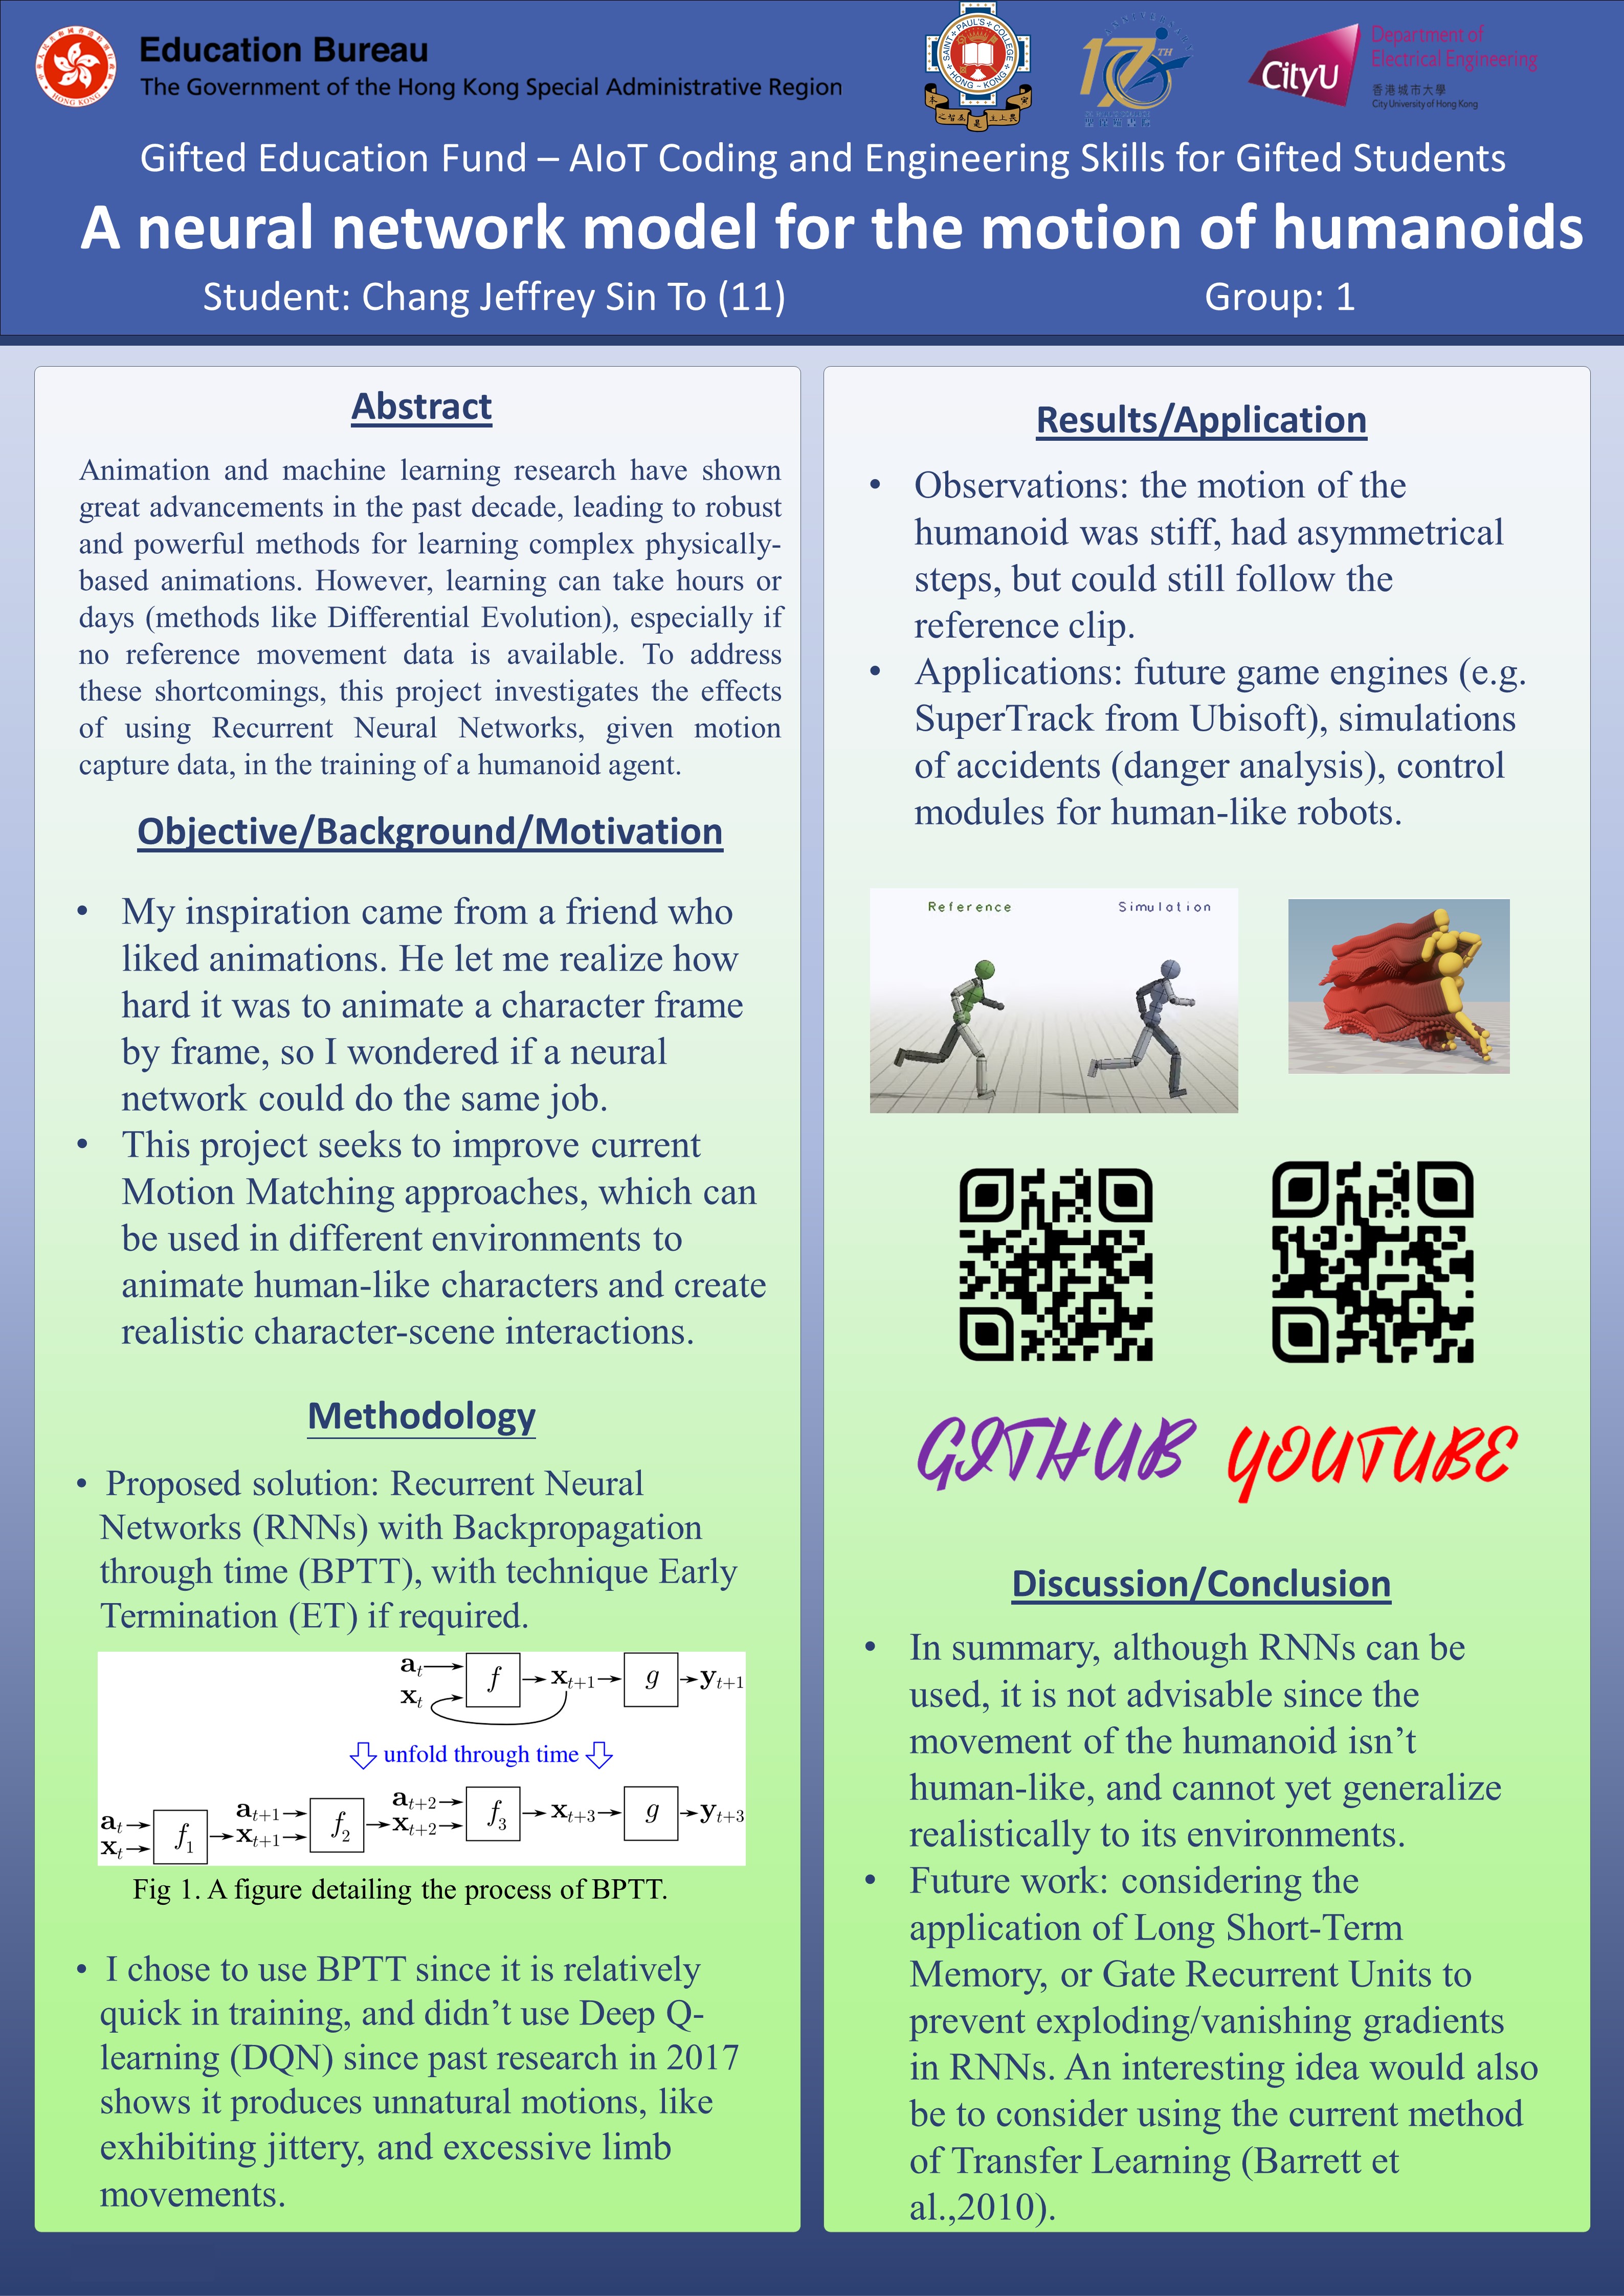 Education Bureau
The Government of the Hong Kong Special Administrative Region
SAINT PAUL'S COLLEGE
HONG-KONG
ANNIVERSARY
17 TH
CityU
Department of
Electrical Engineering
香港城市大學
City University of Hong Kong
Gifted Education Fund – AIoT Coding and Engineering Skills for Gifted Students
A neural network model for the motion of humanoids
Student: Chang Jeffrey Sin To (11)
Group: 1
Abstract
Animation and machine learning research have shown
great advancements in the past decade, leading to robust
and powerful methods for learning complex physically-
based animations. However, learning can take hours or
days (methods like Differential Evolution), especially if
no reference movement data is available. To address
these shortcomings, this project investigates the effects
of using Recurrent Neural Networks, given motion
capture data, in the training of a humanoid agent.
Objective/Background/Motivation
• My inspiration came from a friend who
liked animations. He let me realize how
hard it was to animate a character frame
by frame, so I wondered if a neural
network could do the same job.
• This project seeks to improve current
Motion Matching approaches, which can
be used in different environments to
animate human-like characters and create
realistic character-scene interactions.
Methodology
• Proposed solution: Recurrent Neural
Networks (RNNs) with Backpropagation
through time (BPTT), with technique Early
Termination (ET) if required.
a_t f x_{t+1} g y_{t+1}
x_t
unfold through time
a_t x_t f_1 a_{t+1} x_{t+1} f_2 a_{t+2} x_{t+2} f_3 x_{t+3} g y_{t+3}
Fig 1. A figure detailing the process of BPTT.
• I chose to use BPTT since it is relatively
quick in training, and didn't use Deep Q-
learning (DQN) since past research in 2017
shows it produces unnatural motions, like
exhibiting jittery, and excessive limb
movements.
Results/Application
• Observations: the motion of the
humanoid was stiff, had asymmetrical
steps, but could still follow the
reference clip.
• Applications: future game engines (e.g.
SuperTrack from Ubisoft), simulations
of accidents (danger analysis), control
modules for human-like robots.
Reference Simulation
GITHUB YOUTUBE
Discussion/Conclusion
• In summary, although RNNs can be
used, it is not advisable since the
movement of the humanoid isn't
human-like, and cannot yet generalize
realistically to its environments.
• Future work: considering the
application of Long Short-Term
Memory, or Gate Recurrent Units to
prevent exploding/vanishing gradients
in RNNs. An interesting idea would also
be to consider using the current method
of Transfer Learning (Barrett et
al.,2010).